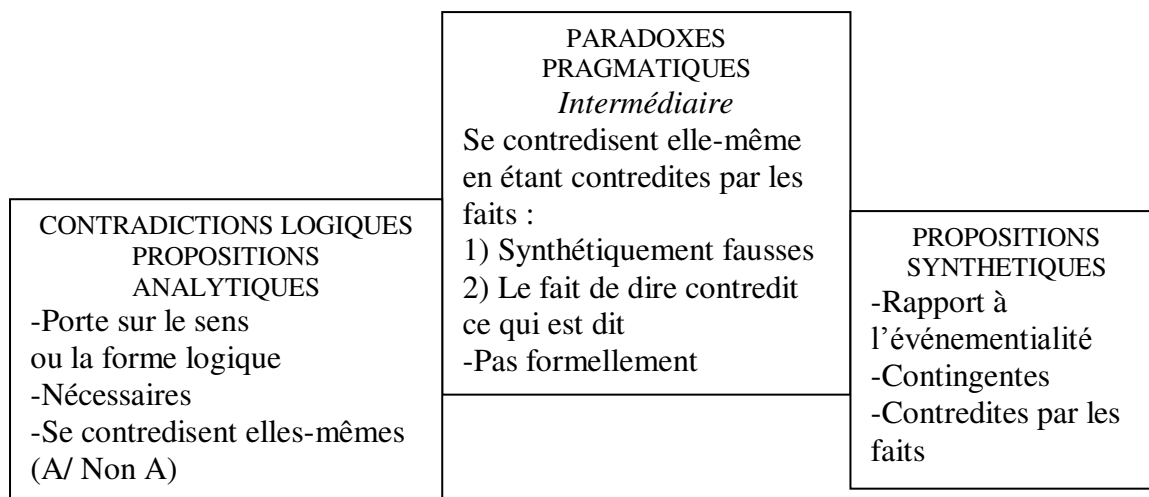 CONTRADICTIONS LOGIQUES
PROPOSITIONS
ANALYTIQUES
-Porte sur le sens
ou la forme logique
-Nécessaires
-Se contredisent elles-mêmes
(A/ Non A)
PARADOXES
PRAGMATIQUES
Intermédiaire
Se contredisent elle-même
en étant contredites par les
faits :
1) Synthétiquement fausses
2) Le fait de dire contredit
ce qui est dit
-Pas formellement
PROPOSITIONS
SYNTHETIQUES
-Rapport à
l’événementialité
-Contingentes
-Contredites par les
faits